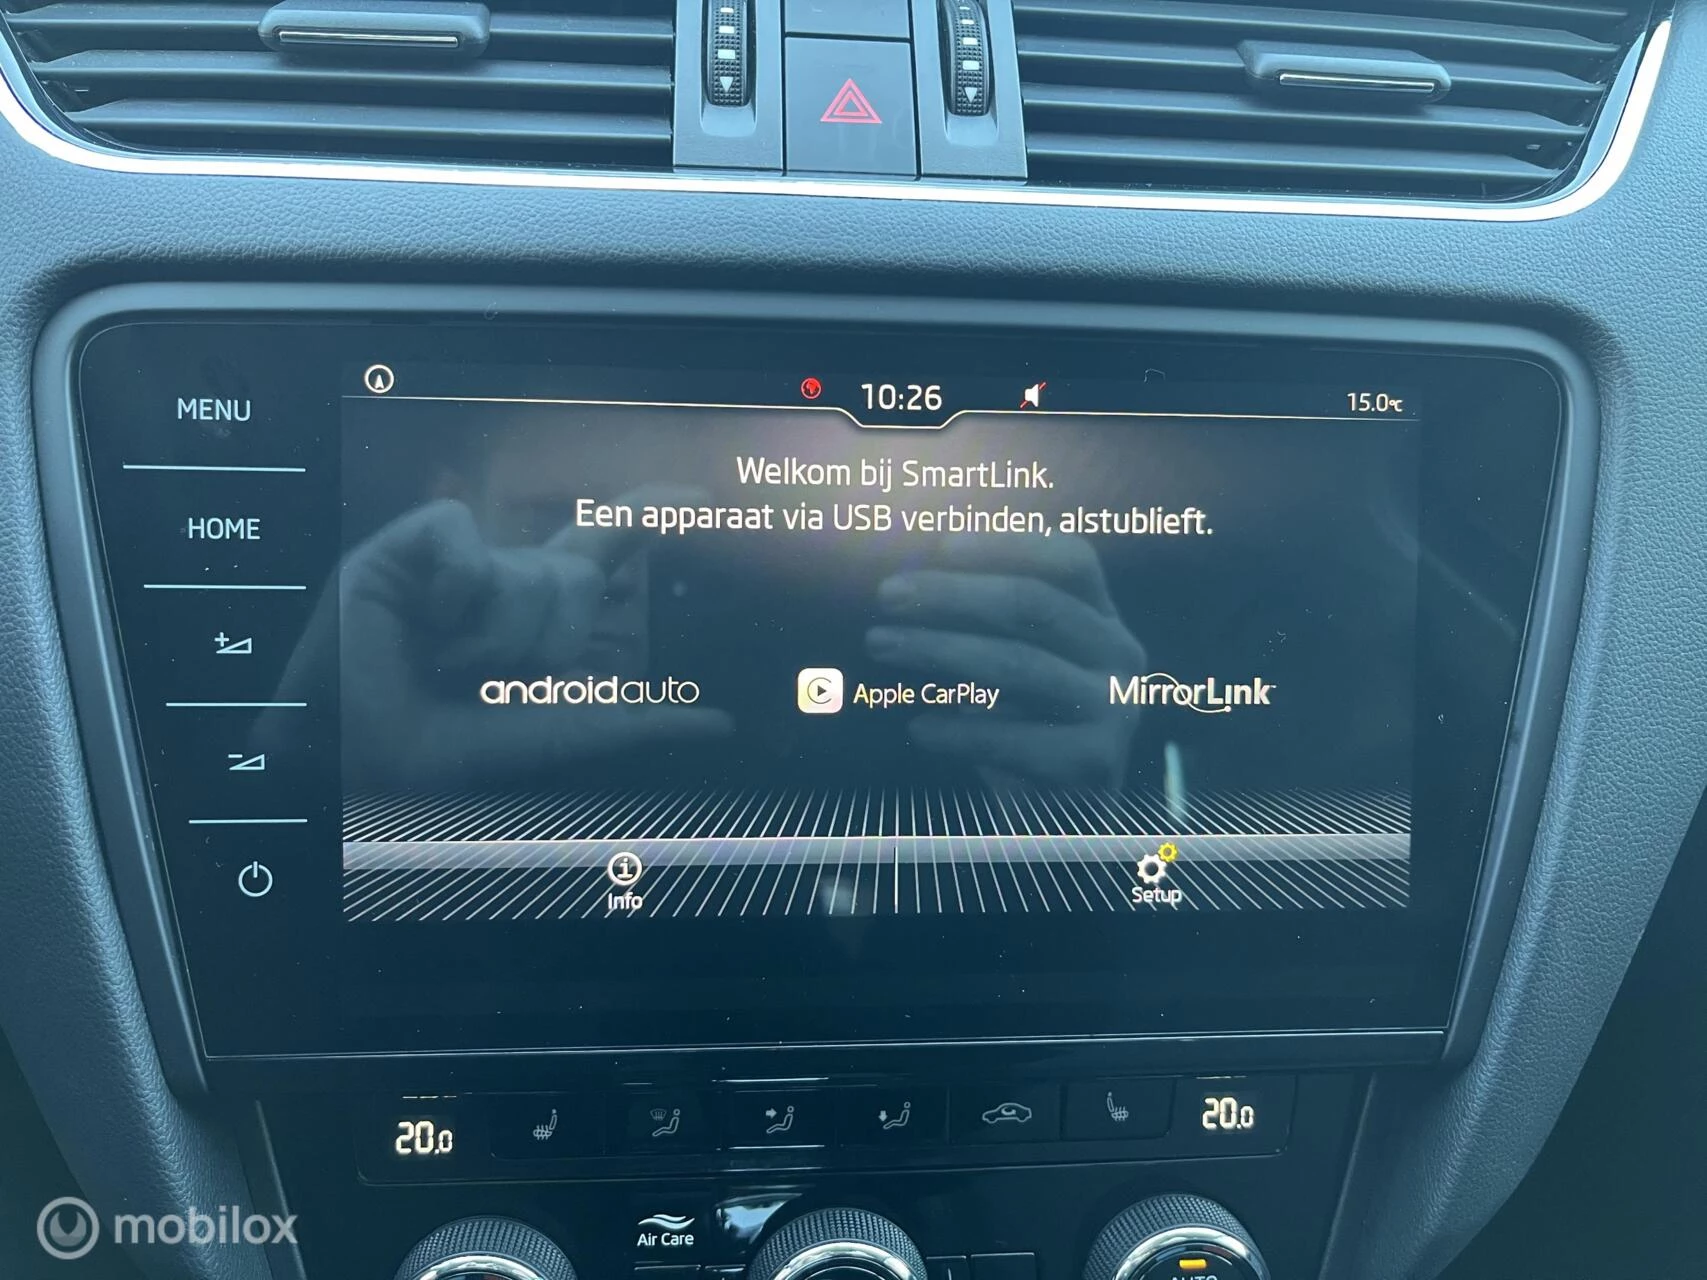 MENU
HOME
10:26
15.0°C
Welkom bij SmartLink.
Een apparaat via USB verbinden, alstublieft.
androidauto
Apple CarPlay
MirrorLink
Info
Setup
20.0
20.0
Air Care
AUTO
mobilox